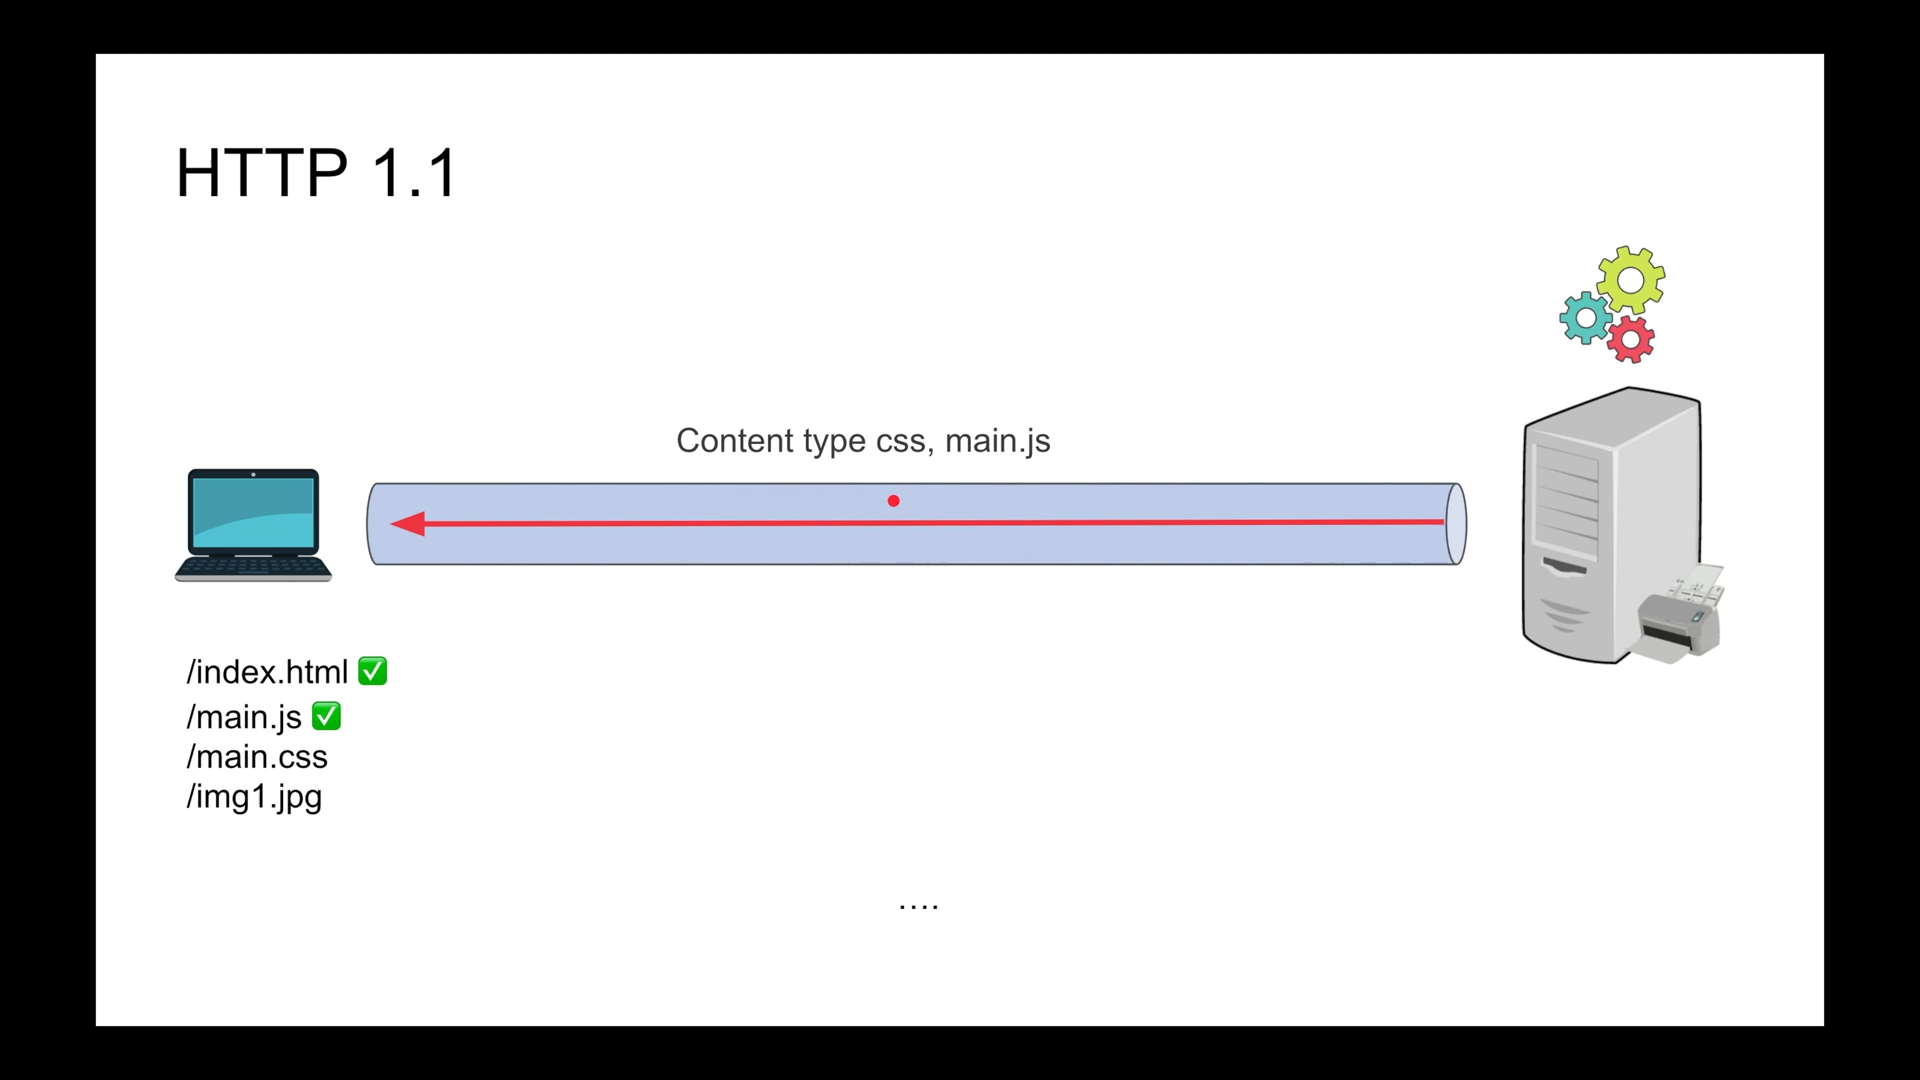 HTTP 1.1
Content type css, main.js
/index.html ✅
/main.js ✅
/main.css
/img1.jpg
....